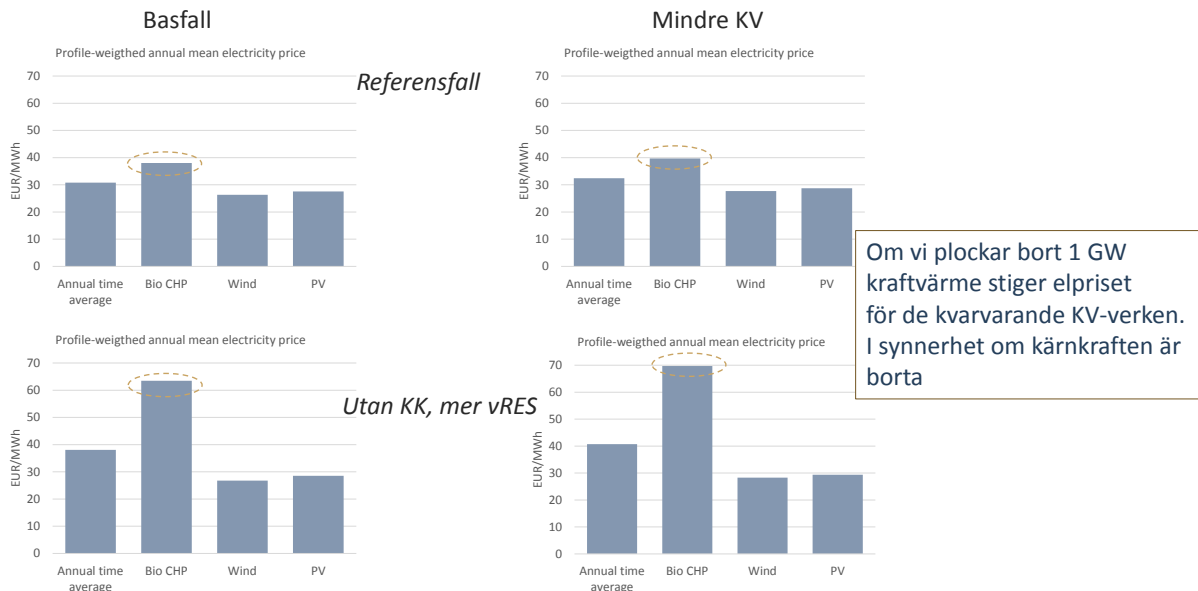 Basfall
Mindre KV
Profile-weigthed annual mean electricity price
70
60
50
40
30
20
10
0
EUR/MWh
Annual time
average
Bio CHP
Wind
PV
Referensfall
Profile-weigthed annual mean electricity price
70
60
50
40
30
20
10
0
EUR/MWh
Annual time
average
Bio CHP
Wind
PV
Om vi plockar bort 1 GW
kraftvärme stiger elpriset
för de kvarvarande KV-verken.
I synnerhet om kärnkraften är
borta
Profile-weigthed annual mean electricity price
70
60
50
40
30
20
10
0
EUR/MWh
Annual time
average
Bio CHP
Wind
PV
Utan KK, mer vRES
Profile-weigthed annual mean electricity price
70
60
50
40
30
20
10
0
EUR/MWh
Annual time
average
Bio CHP
Wind
PV